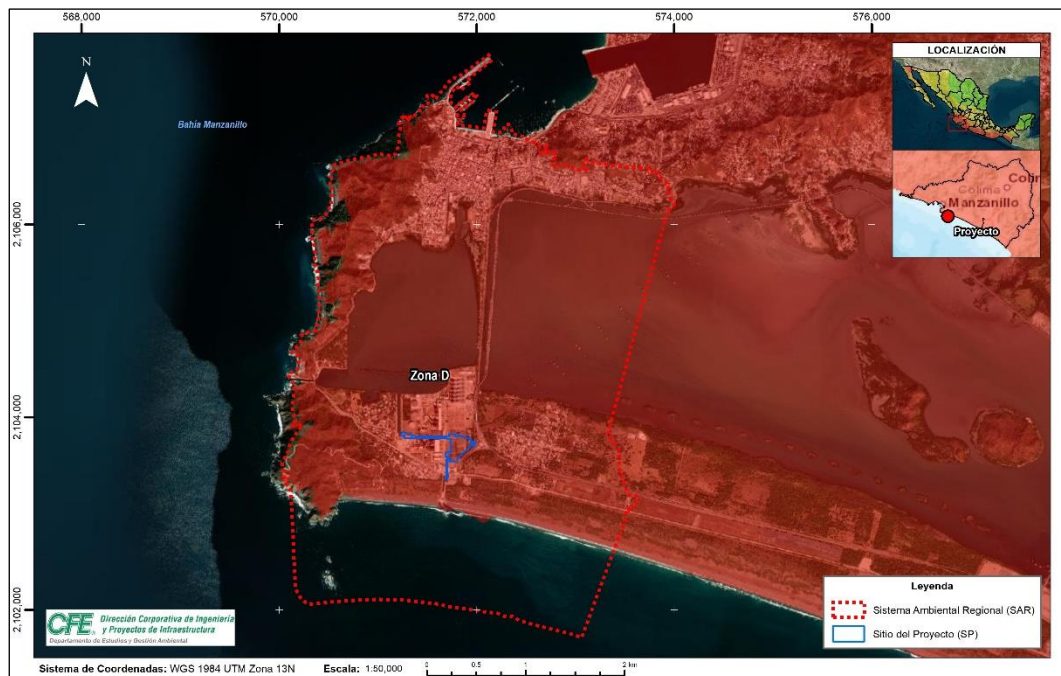 568,000 570,000 572,000 574,000 576,000
N
LOCALIZACIÓN
Bahía Manzanillo
Colima
Colim
Manzanillo
Proyecto
2,106,000
Zona D
2,104,000
2,102,000
Leyenda
Sistema Ambiental Regional (SAR)
Sitio del Proyecto (SP)
CFE® Dirección Corporativa de Ingeniería
y Proyectos de Infraestructura
Departamento de Estudios y Gestión Ambiental
Sistema de Coordenadas: WGS 1984 UTM Zona 13N Escala: 1:50,000 0 0.5 1 2 km